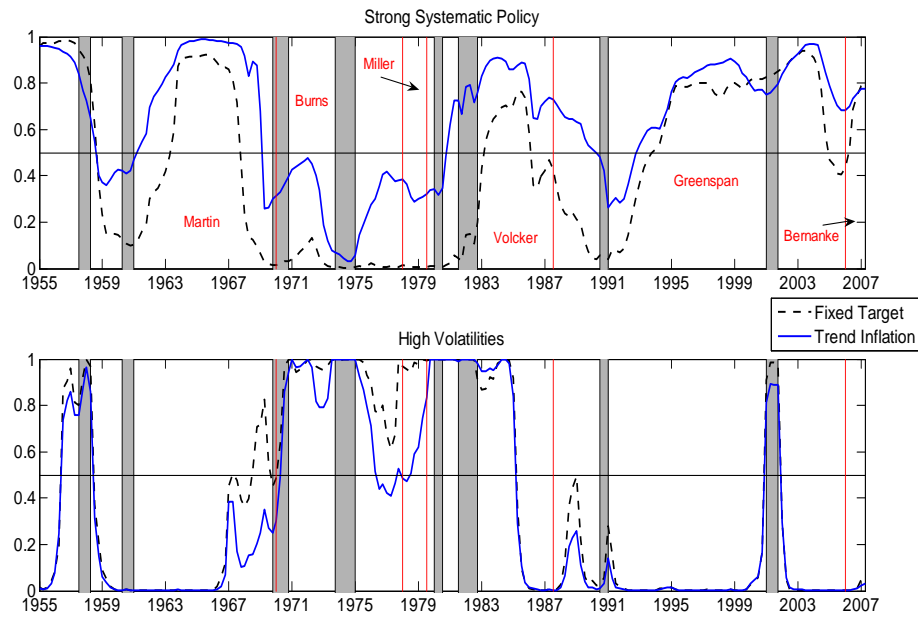 Strong Systematic Policy
1
0.8
0.6
0.4
0.2
0
Miller
Burns
Martin
Volcker
Greenspan
Bernanke
1955 1959 1963 1967 1971 1975 1979 1983 1987 1991 1995 1999 2003 2007
Fixed Target
Trend Inflation
High Volatilities
1
0.8
0.6
0.4
0.2
0
1955 1959 1963 1967 1971 1975 1979 1983 1987 1991 1995 1999 2003 2007